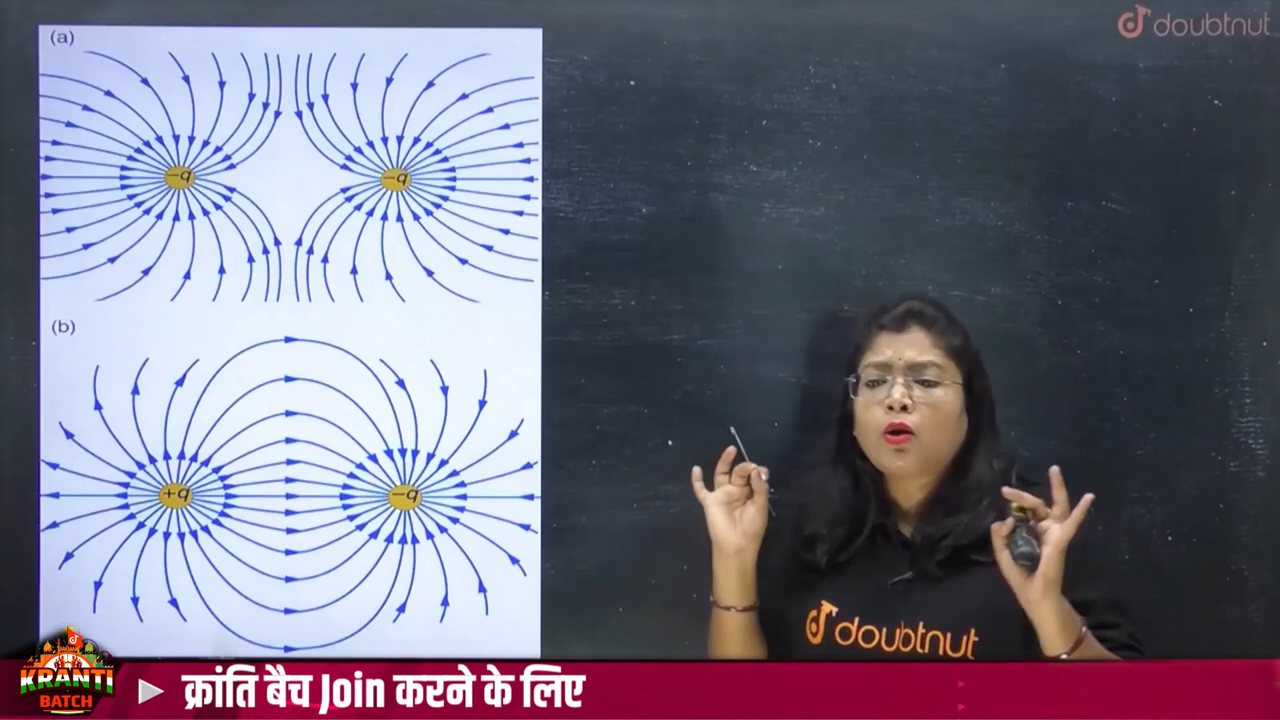 (a)
doubtnut
-q
-q
(b)
+q
-q
doubtnut
KRANTI
BATCH
क्रांति बैच Join करने के लिए